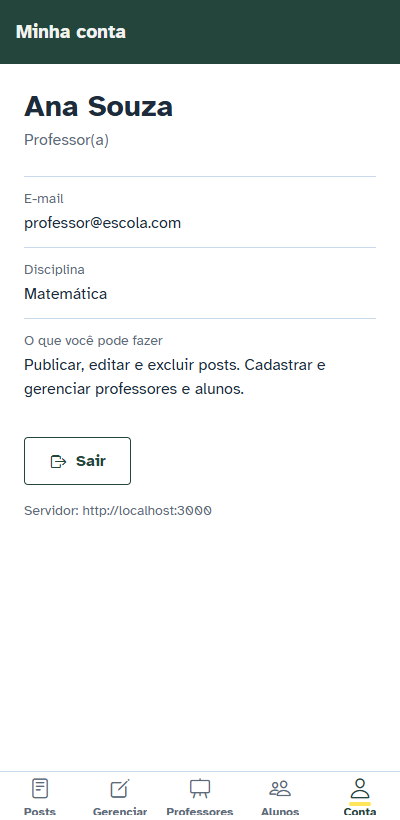 Minha conta
Ana Souza
Professor(a)
E-mail
professor@escola.com
Disciplina
Matemática
O que você pode fazer
Publicar, editar e excluir posts. Cadastrar e
gerenciar professores e alunos.
Sair
Servidor: http://localhost:3000
Posts
Gerenciar
Professores
Alunos
Conta